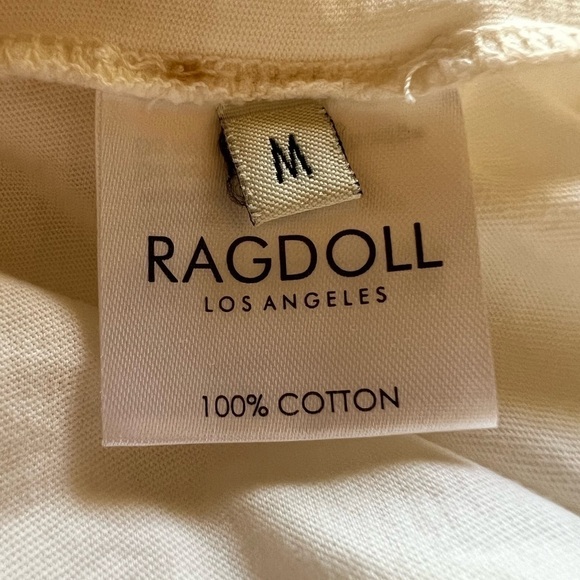 M
RAGDOLL
LOS ANGELES
100% COTTON